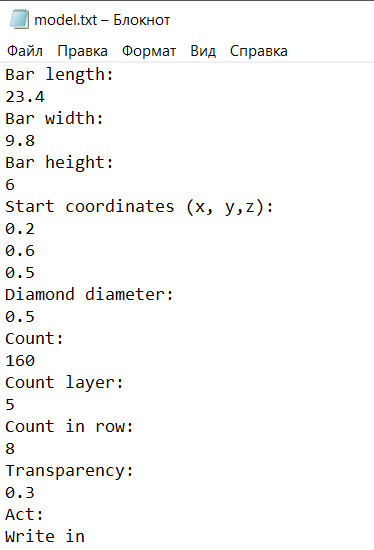 model.txt – Блокнот
Файл Правка Формат Вид Справка
Bar length:
23.4
Bar width:
9.8
Bar height:
6
Start coordinates (x, y,z):
0.2
0.6
0.5
Diamond diameter:
0.5
Count:
160
Count layer:
5
Count in row:
8
Transparency:
0.3
Act:
Write in